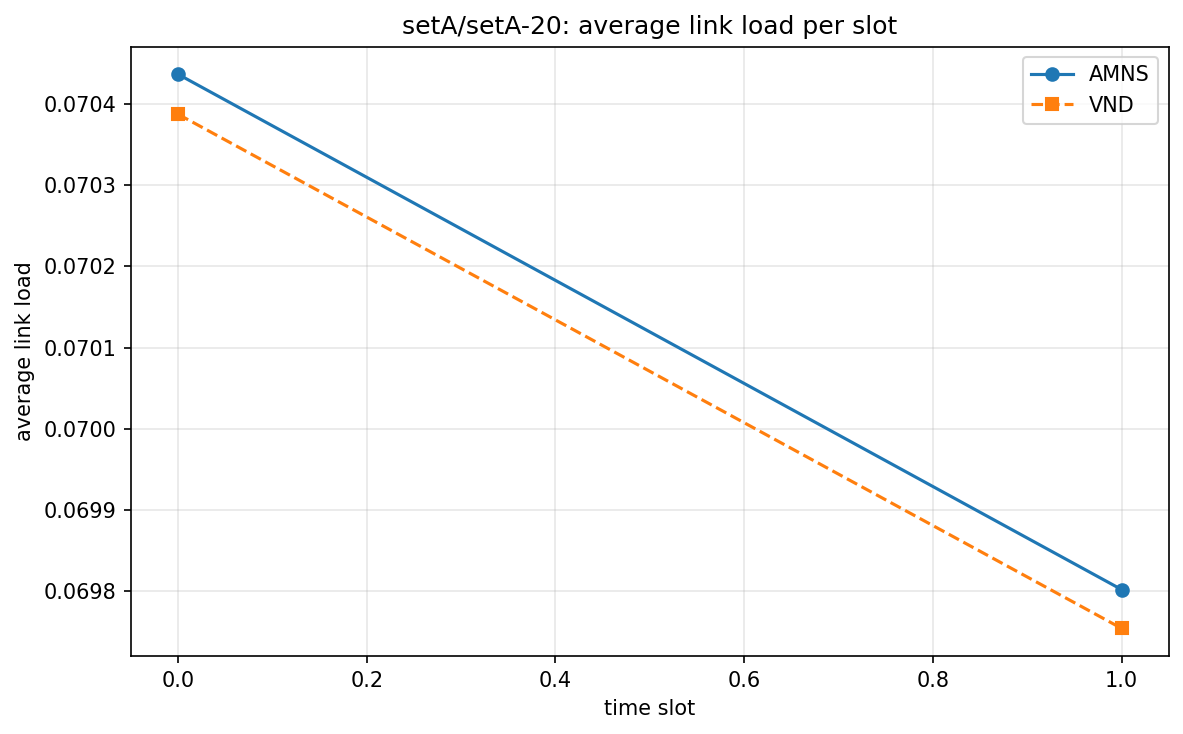 setA/setA-20: average link load per slot
AMNS
VND
average link load
0.0704
0.0703
0.0702
0.0701
0.0700
0.0699
0.0698
0.0 0.2 0.4 0.6 0.8 1.0
time slot